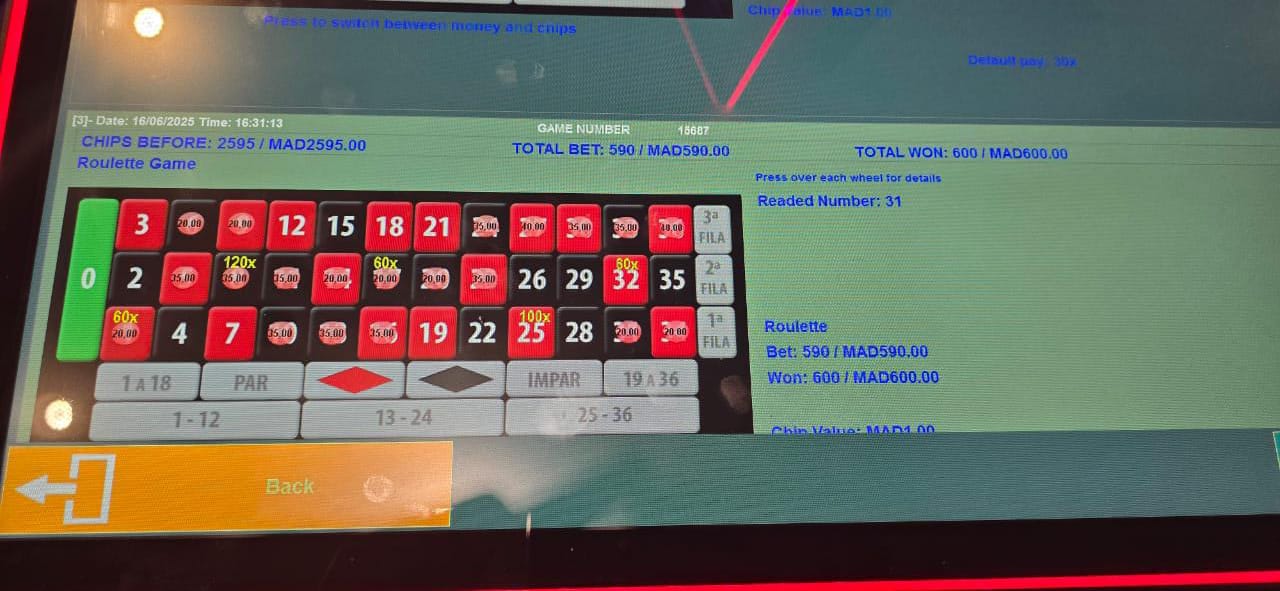 Press to switch between money and chips
Chip Value: MAD1.00
Default pay: 30x
[3]- Date: 16/06/2025 Time: 16:31:13
GAME NUMBER 15687
CHIPS BEFORE: 2595 / MAD2595.00
TOTAL BET: 590 / MAD590.00
TOTAL WON: 600 / MAD600.00
Roulette Game
Press over each wheel for details
Readed Number: 31
3 20,00 20,00 12 15 18 21 35,00 40,00 35,00 35,00 40,00 3ª FILA
120x 60x 60x
0 2 35,00 35,00 35,00 20,00 20,00 20,00 35,00 26 29 32 35 2ª FILA
60x 100x
20,00 4 7 35,00 35,00 35,00 19 22 25 28 20,00 20,00 1ª FILA
1 A 18 PAR IMPAR 19 A 36
1 - 12 13 - 24 25 - 36
Roulette
Bet: 590 / MAD590.00
Won: 600 / MAD600.00
Chip Value: MAD1.00
Back